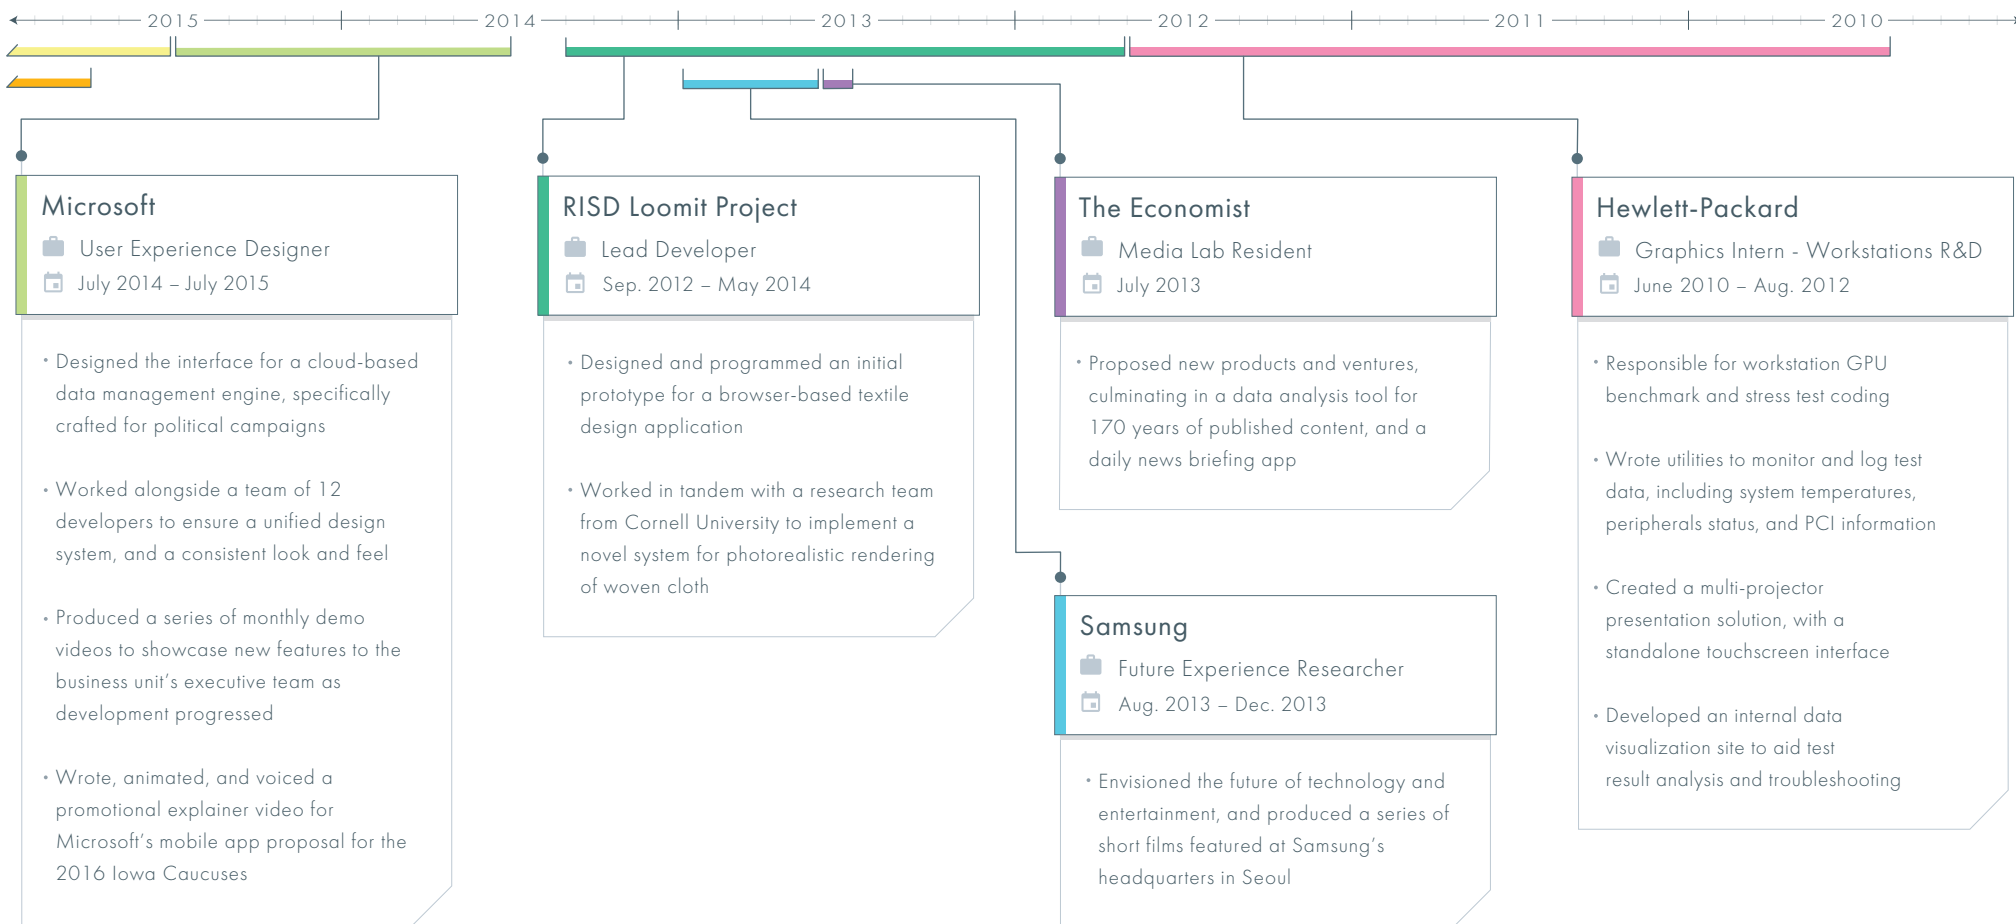 2015
2014
2013
2012
2011
2010
Microsoft
User Experience Designer
July 2014 – July 2015
• Designed the interface for a cloud-based
data management engine, specifically
crafted for political campaigns
• Worked alongside a team of 12
developers to ensure a unified design
system, and a consistent look and feel
• Produced a series of monthly demo
videos to showcase new features to the
business unit's executive team as
development progressed
• Wrote, animated, and voiced a
promotional explainer video for
Microsoft's mobile app proposal for the
2016 Iowa Caucuses
RISD Loomit Project
Lead Developer
Sep. 2012 – May 2014
• Designed and programmed an initial
prototype for a browser-based textile
design application
• Worked in tandem with a research team
from Cornell University to implement a
novel system for photorealistic rendering
of woven cloth
The Economist
Media Lab Resident
July 2013
• Proposed new products and ventures,
culminating in a data analysis tool for
170 years of published content, and a
daily news briefing app
Samsung
Future Experience Researcher
Aug. 2013 – Dec. 2013
• Envisioned the future of technology and
entertainment, and produced a series of
short films featured at Samsung's
headquarters in Seoul
Hewlett-Packard
Graphics Intern - Workstations R&D
June 2010 – Aug. 2012
• Responsible for workstation GPU
benchmark and stress test coding
• Wrote utilities to monitor and log test
data, including system temperatures,
peripherals status, and PCI information
• Created a multi-projector
presentation solution, with a
standalone touchscreen interface
• Developed an internal data
visualization site to aid test
result analysis and troubleshooting